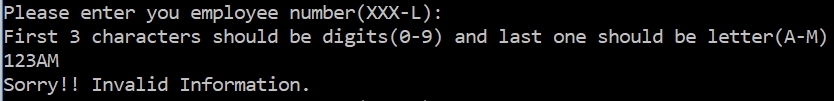 Please enter you employee number(XXX-L):
First 3 characters should be digits(0-9) and last one should be letter(A-M)
123AM
Sorry!! Invalid Information.